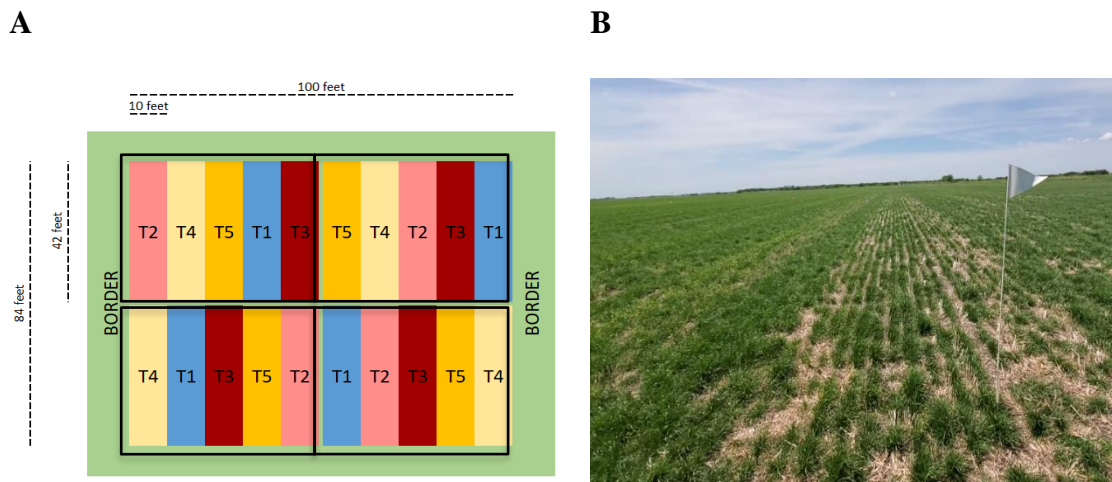 A
B
100 feet
10 feet
T2 T4 T5 T1 T3 T5 T4 T2 T3 T1
42 feet
84 feet
BORDER
BORDER
T4 T1 T3 T5 T2 T1 T2 T3 T5 T4